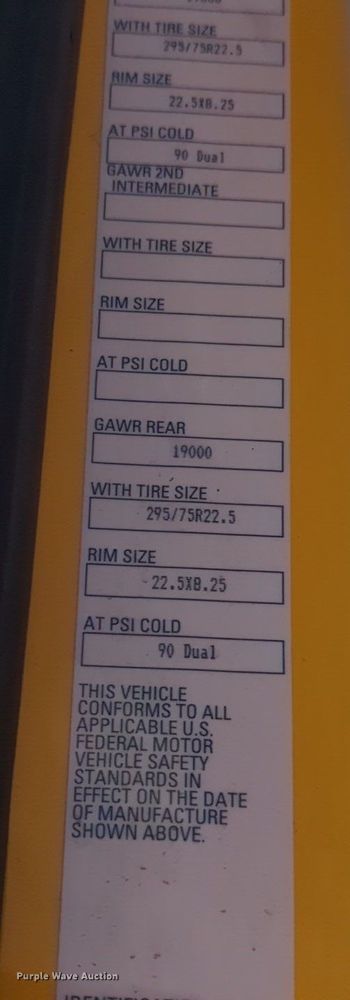 WITH TIRE SIZE
295/75R22.5
RIM SIZE
22.5X8.25
AT PSI COLD
90 Dual
GAWR 2ND
INTERMEDIATE
WITH TIRE SIZE
RIM SIZE
AT PSI COLD
GAWR REAR
19000
WITH TIRE SIZE
295/75R22.5
RIM SIZE
22.5X8.25
AT PSI COLD
90 Dual
THIS VEHICLE
CONFORMS TO ALL
APPLICABLE U.S.
FEDERAL MOTOR
VEHICLE SAFETY
STANDARDS IN
EFFECT ON THE DATE
OF MANUFACTURE
SHOWN ABOVE.
Purple Wave Auction